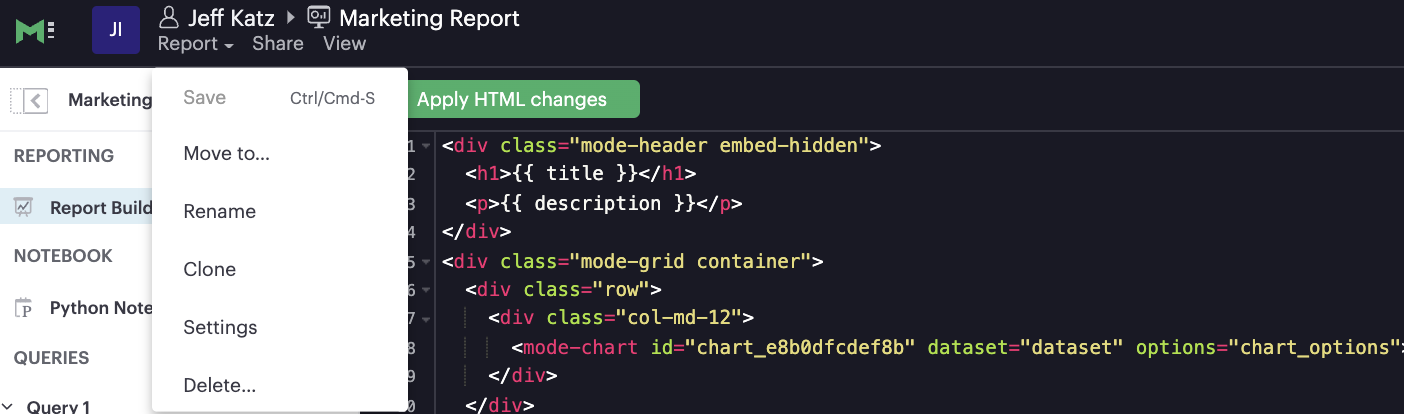 JI
Jeff Katz
Marketing Report
Report
Share
View
Marketing
Apply HTML changes
Save Ctrl/Cmd-S
Move to...
Rename
Clone
Settings
Delete...
REPORTING
Report Build
NOTEBOOK
Python Note
QUERIES
Query 1
1 <div class="mode-header embed-hidden">
2 <h1>{{ title }}</h1>
3 <p>{{ description }}</p>
4 </div>
5 <div class="mode-grid container">
6 <div class="row">
7 <div class="col-md-12">
8 <mode-chart id="chart_e8b0dfcdef8b" dataset="dataset" options="chart_options">
9 </div>
0 </div>